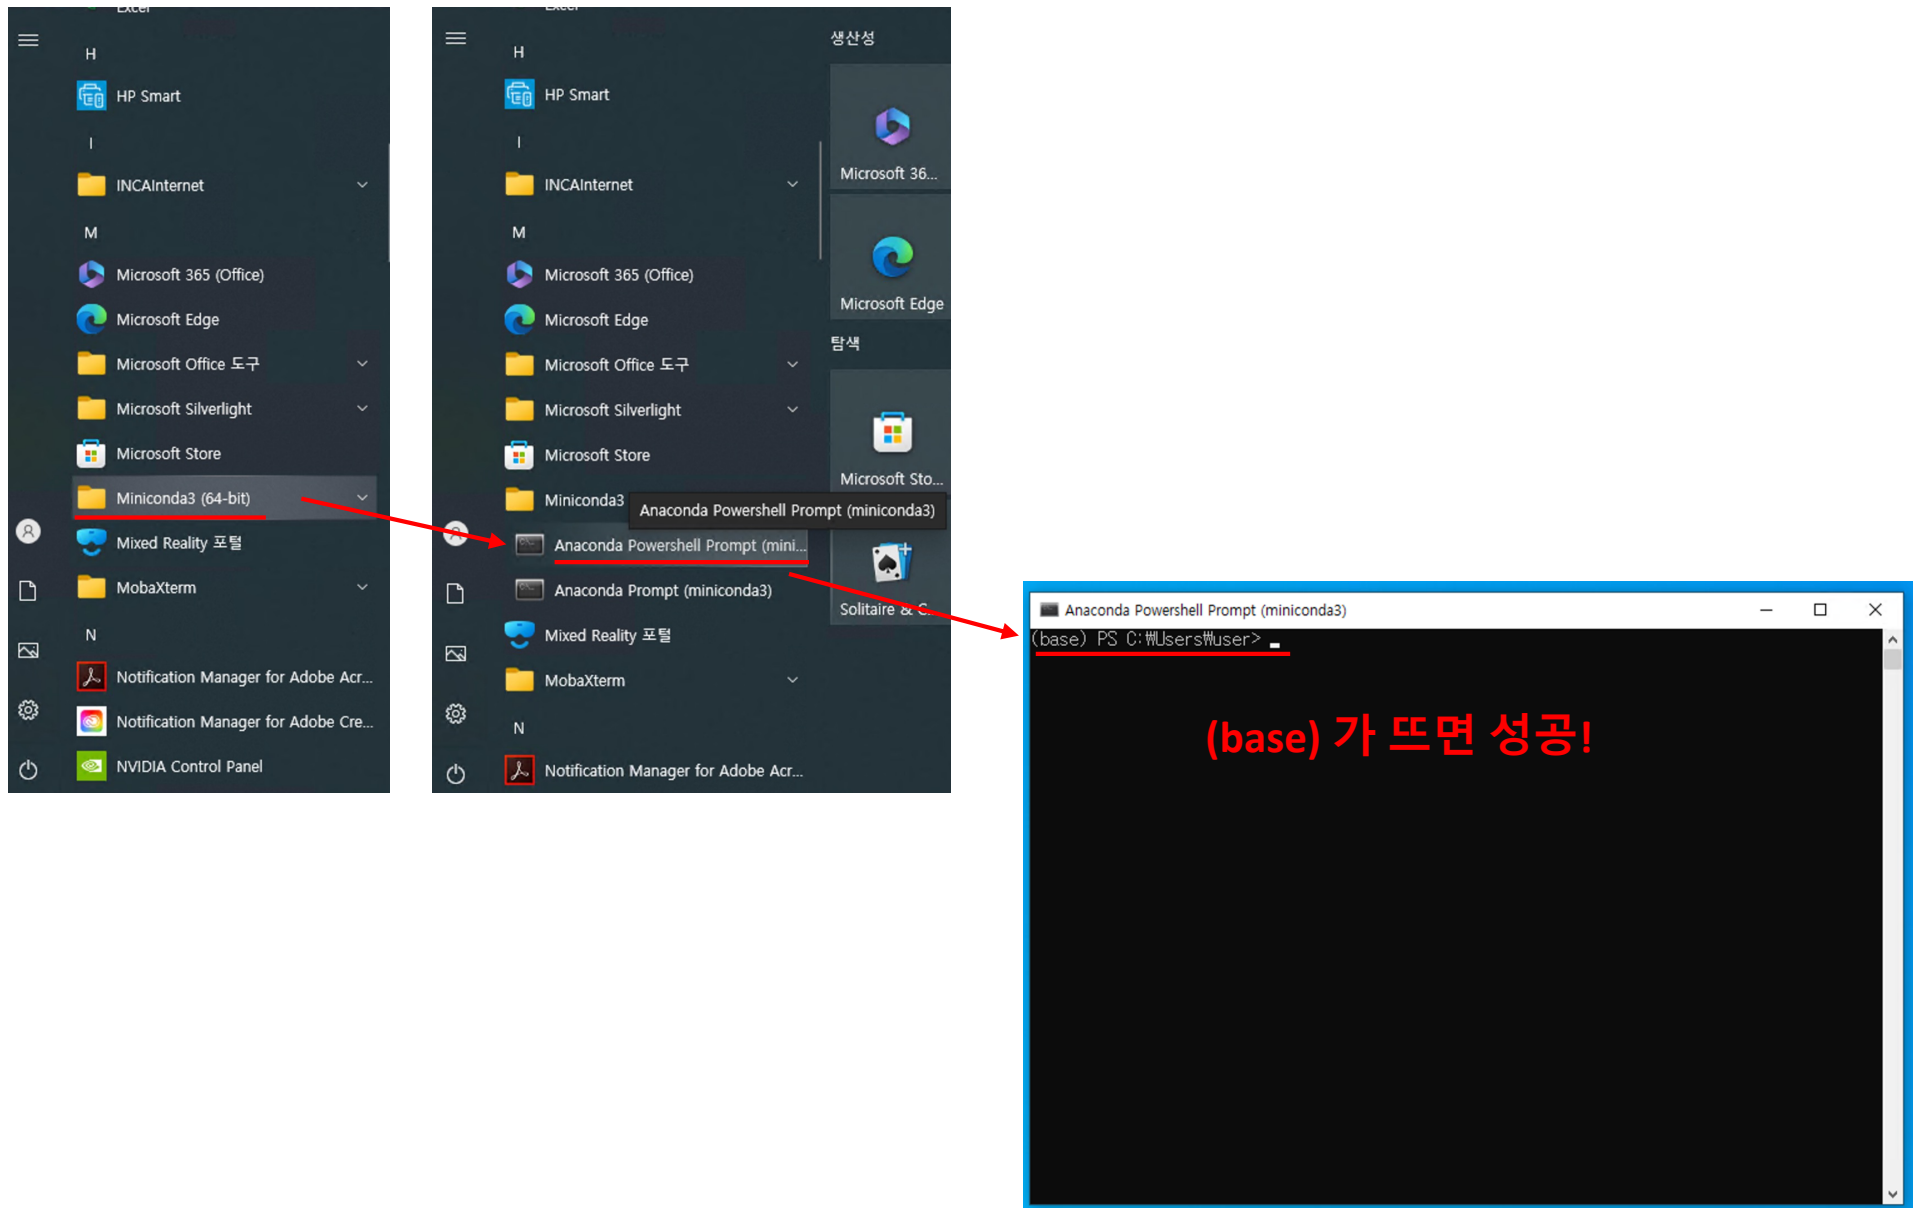 Excel
H
HP Smart
I
INCAInternet
M
Microsoft 365 (Office)
Microsoft Edge
Microsoft Office 도구
Microsoft Silverlight
Microsoft Store
Miniconda3 (64-bit)
Mixed Reality 포털
MobaXterm
N
Notification Manager for Adobe Acr...
Notification Manager for Adobe Cre...
NVIDIA Control Panel
Excel
H
HP Smart
I
INCAInternet
M
Microsoft 365 (Office)
Microsoft Edge
Microsoft Office 도구
Microsoft Silverlight
Microsoft Store
Miniconda3
Anaconda Powershell Prompt (miniconda3)
Anaconda Powershell Prompt (mini...
Anaconda Prompt (miniconda3)
Mixed Reality 포털
MobaXterm
N
Notification Manager for Adobe Acr...
생산성
Microsoft 36...
Microsoft Edge
탐색
Microsoft Sto...
Solitaire & C...
Anaconda Powershell Prompt (miniconda3)
(base) PS C:₩Users₩user>
(base) 가 뜨면 성공!